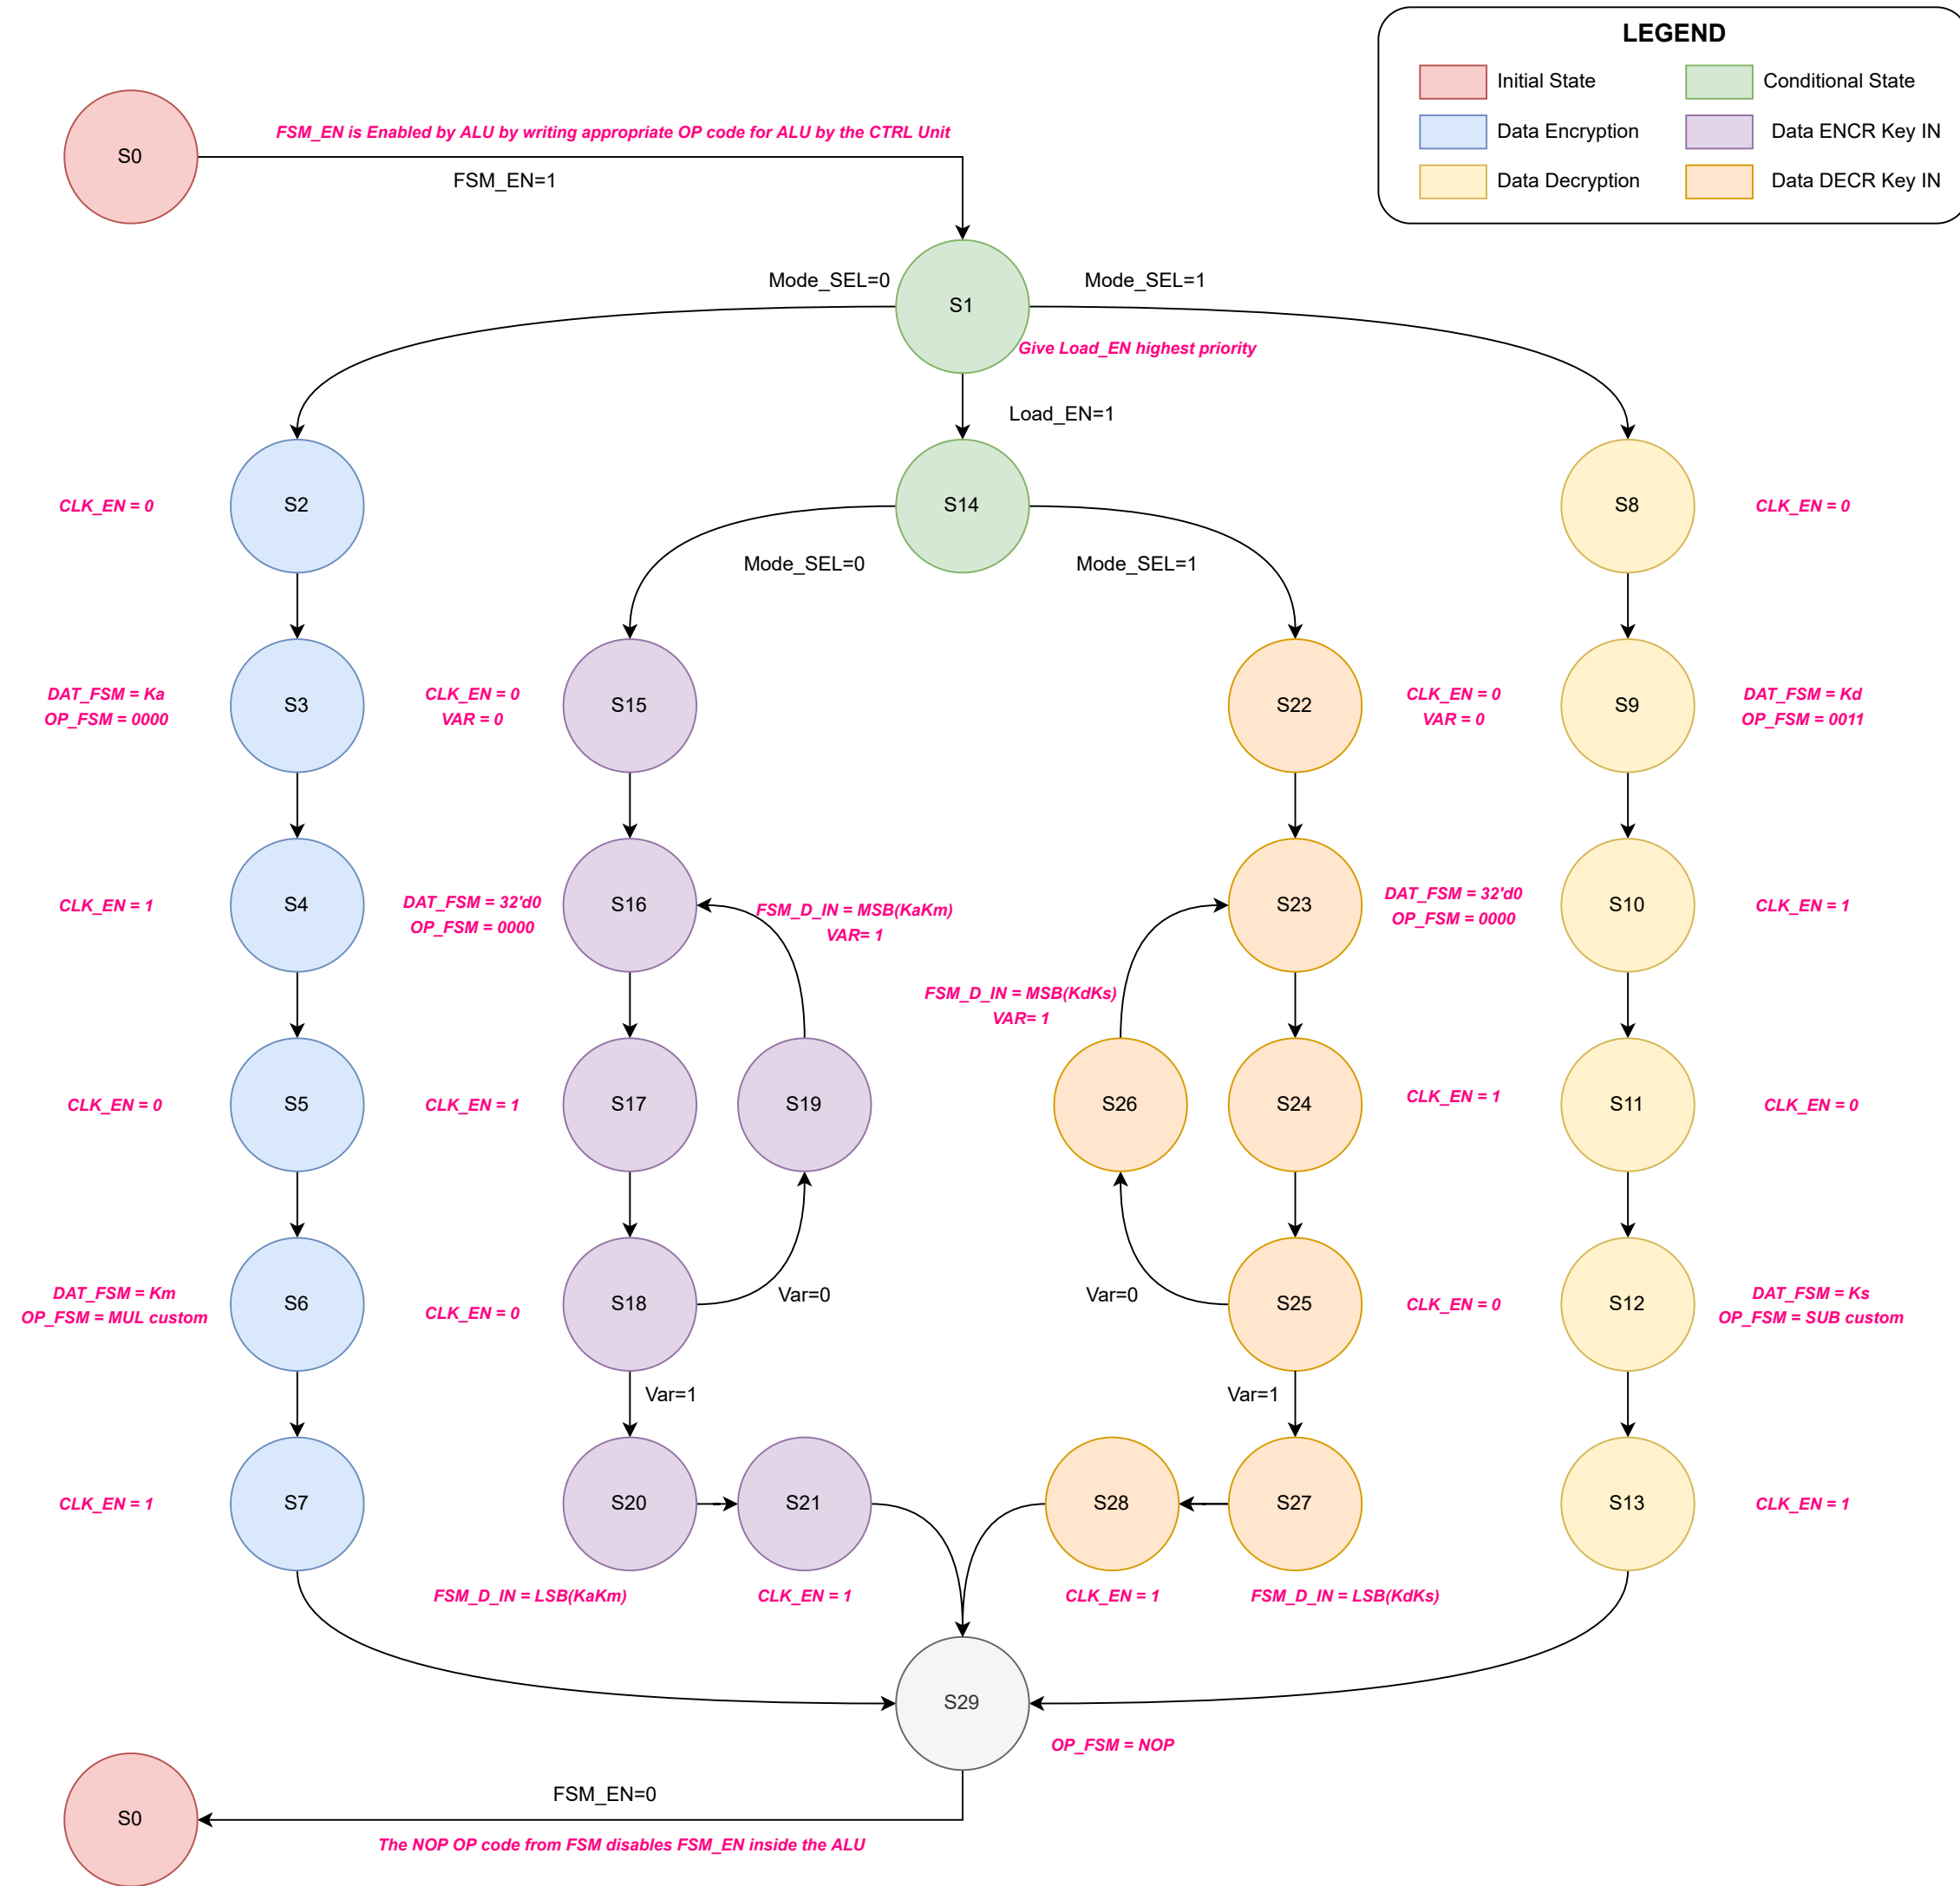 LEGEND
Initial State
Conditional State
Data Encryption
Data ENCR Key IN
Data Decryption
Data DECR Key IN
S0
FSM_EN is Enabled by ALU by writing appropriate OP code for ALU by the CTRL Unit
FSM_EN=1
Mode_SEL=0
S1
Mode_SEL=1
Give Load_EN highest priority
Load_EN=1
CLK_EN = 0
S2
S14
S8
CLK_EN = 0
Mode_SEL=0
Mode_SEL=1
DAT_FSM = Ka
OP_FSM = 0000
S3
CLK_EN = 0
VAR = 0
S15
S22
CLK_EN = 0
VAR = 0
S9
DAT_FSM = Kd
OP_FSM = 0011
CLK_EN = 1
S4
DAT_FSM = 32'd0
OP_FSM = 0000
S16
FSM_D_IN = MSB(KaKm)
VAR= 1
S23
DAT_FSM = 32'd0
OP_FSM = 0000
S10
CLK_EN = 1
FSM_D_IN = MSB(KdKs)
VAR= 1
CLK_EN = 0
S5
CLK_EN = 1
S17
S19
S26
S24
CLK_EN = 1
S11
CLK_EN = 0
DAT_FSM = Km
OP_FSM = MUL custom
S6
CLK_EN = 0
S18
Var=0
Var=0
S25
CLK_EN = 0
S12
DAT_FSM = Ks
OP_FSM = SUB custom
Var=1
Var=1
CLK_EN = 1
S7
S20
S21
S28
S27
S13
CLK_EN = 1
FSM_D_IN = LSB(KaKm)
CLK_EN = 1
CLK_EN = 1
FSM_D_IN = LSB(KdKs)
S29
OP_FSM = NOP
FSM_EN=0
S0
The NOP OP code from FSM disables FSM_EN inside the ALU